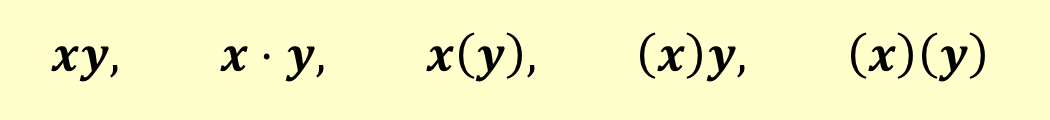 xy, x · y, x(y), (x)y, (x)(y)